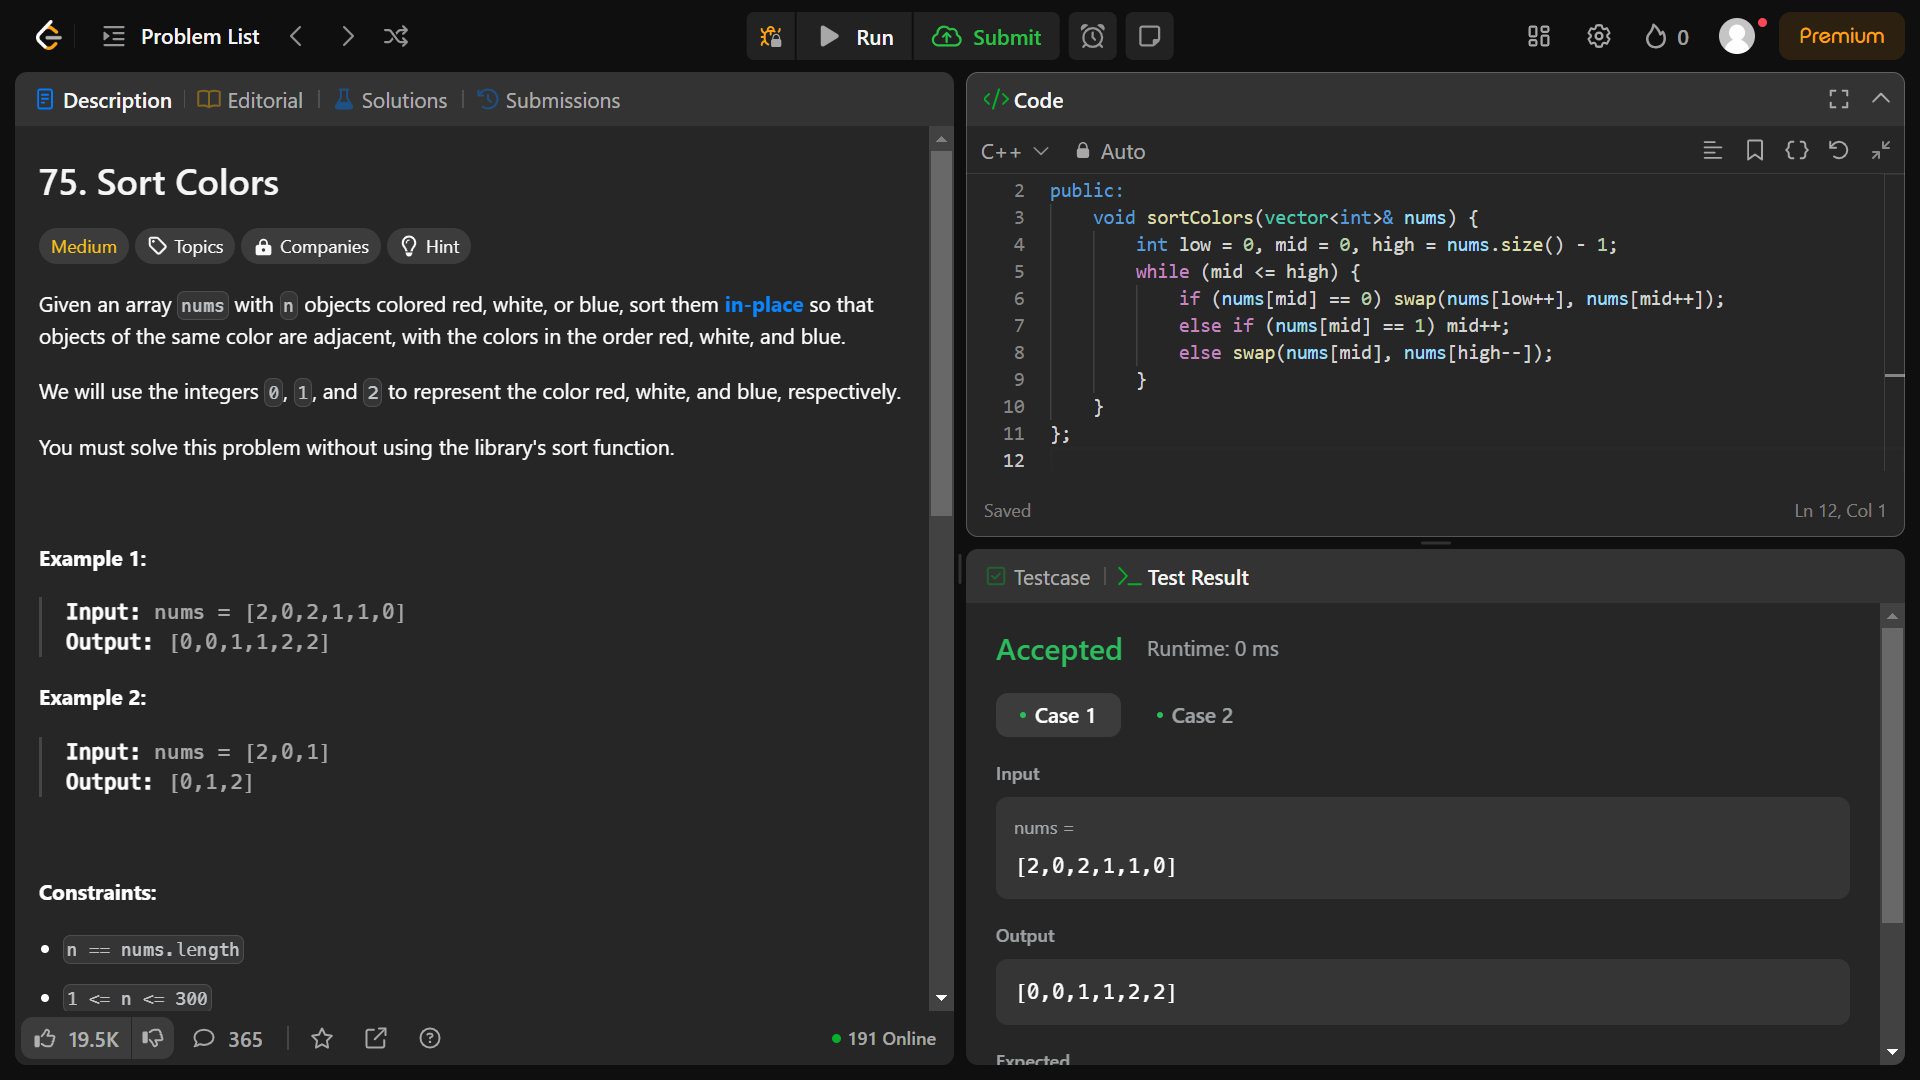 Problem List
Run
Submit
0
Premium
Description
Editorial
Solutions
Submissions
75. Sort Colors
Medium
Topics
Companies
Hint
Given an array nums with n objects colored red, white, or blue, sort them in-place so that
objects of the same color are adjacent, with the colors in the order red, white, and blue.
We will use the integers 0, 1, and 2 to represent the color red, white, and blue, respectively.
You must solve this problem without using the library's sort function.
Example 1:
Input: nums = [2,0,2,1,1,0]
Output: [0,0,1,1,2,2]
Example 2:
Input: nums = [2,0,1]
Output: [0,1,2]
Constraints:
n == nums.length
1 <= n <= 300
19.5K
365
191 Online
</> Code
C++
Auto
2 public:
3 void sortColors(vector<int>& nums) {
4 int low = 0, mid = 0, high = nums.size() - 1;
5 while (mid <= high) {
6 if (nums[mid] == 0) swap(nums[low++], nums[mid++]);
7 else if (nums[mid] == 1) mid++;
8 else swap(nums[mid], nums[high--]);
9 }
10 }
11 };
12
Saved
Ln 12, Col 1
Testcase
Test Result
Accepted
Runtime: 0 ms
Case 1
Case 2
Input
nums =
[2,0,2,1,1,0]
Output
[0,0,1,1,2,2]
Expected